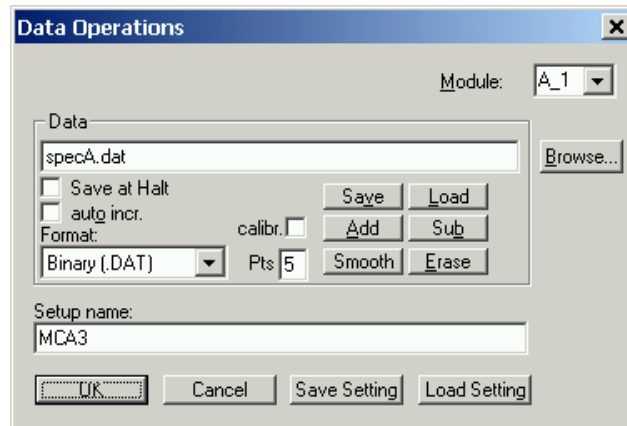 Data Operations
Module: A_1
Data
specA.dat
Browse...
Save at Halt
auto incr.
Format:
Binary (.DAT)
calibr.
Pts 5
Save Load
Add Sub
Smooth Erase
Setup name:
MCA3
OK Cancel Save Setting Load Setting